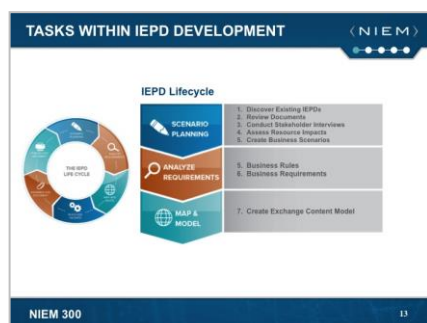 TASKS WITHIN IEPD DEVELOPMENT
NIEM
IEPD Lifecycle
THE IEPD
LIFE CYCLE
SCENARIO
PLANNING
1. Discover Existing IEPDs
2. Review Documents
3. Conduct Stakeholder Interviews
4. Assess Resource Impacts
5. Create Business Scenarios
ANALYZE
REQUIREMENTS
5. Business Rules
6. Business Requirements
MAP &
MODEL
7. Create Exchange Content Model
NIEM 300
13